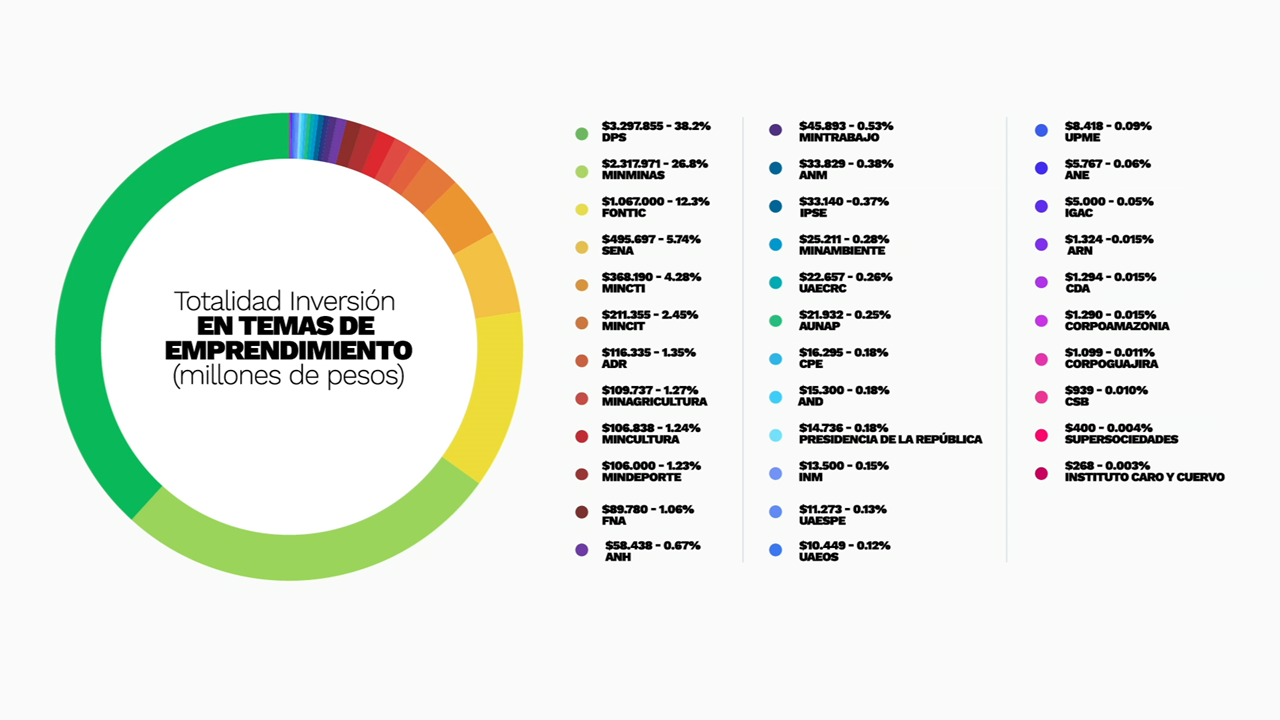 Totalidad Inversión
EN TEMAS DE
EMPRENDIMIENTO
(millones de pesos)
$3.297.855 - 38.2%
DPS
$2.317.971 - 26.8%
MINMINAS
$1.067.000 - 12.3%
FONTIC
$495.697 - 5.74%
SENA
$368.190 - 4.28%
MINCTI
$211.355 - 2.45%
MINCIT
$116.335 - 1.35%
ADR
$109.737 - 1.27%
MINAGRICULTURA
$106.838 - 1.24%
MINCULTURA
$106.000 - 1.23%
MINDEPORTE
$89.780 - 1.06%
FNA
$58.438 - 0.67%
ANH
$45.893 - 0.53%
MINTRABAJO
$33.829 - 0.38%
ANM
$33.140 -0.37%
IPSE
$25.211 - 0.28%
MINAMBIENTE
$22.657 - 0.26%
UAECRC
$21.932 - 0.25%
AUNAP
$16.295 - 0.18%
CPE
$15.300 - 0.18%
AND
$14.736 - 0.18%
PRESIDENCIA DE LA REPÚBLICA
$13.500 - 0.15%
INM
$11.273 - 0.13%
UAESPE
$10.449 - 0.12%
UAEOS
$8.418 - 0.09%
UPME
$5.767 - 0.06%
ANE
$5.000 - 0.05%
IGAC
$1.324 -0.015%
ARN
$1.294 - 0.015%
CDA
$1.290 - 0.015%
CORPOAMAZONIA
$1.099 - 0.011%
CORPOGUAJIRA
$939 - 0.010%
CSB
$400 - 0.004%
SUPERSOCIEDADES
$268 - 0.003%
INSTITUTO CARO Y CUERVO